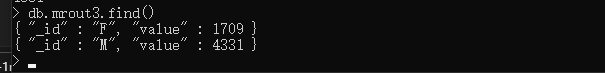 > db.mrout3.find()
{ "_id" : "F", "value" : 1709 }
{ "_id" : "M", "value" : 4331 }
>